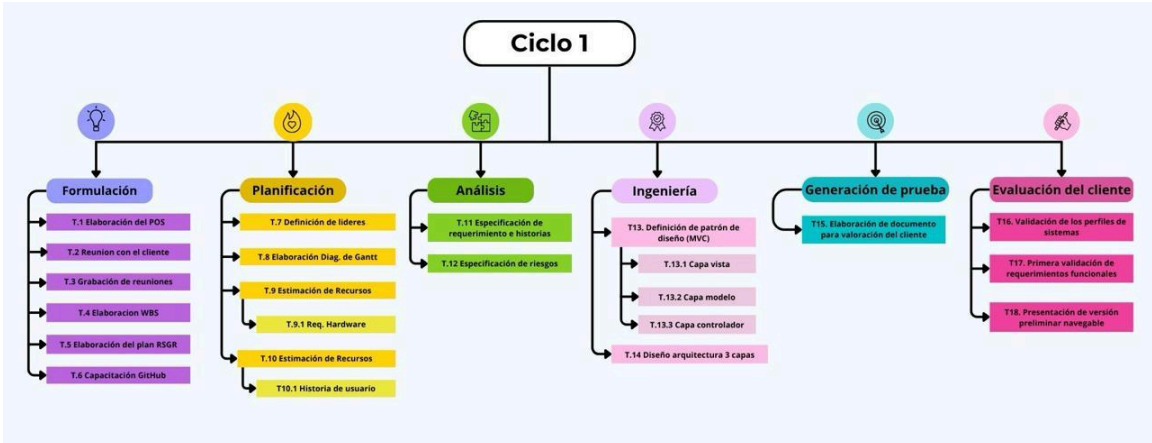 Ciclo 1
Formulación
T.1 Elaboración del POS
T.2 Reunion con el cliente
T.3 Grabación de reuniones
T.4 Elaboracion WBS
T.5 Elaboración del plan RSGR
T.6 Capacitación GitHub
Planificación
T.7 Definición de lideres
T.8 Elaboración Diag. de Gantt
T.9 Estimación de Recursos
T.9.1 Req. Hardware
T.10 Estimación de Recursos
T10.1 Historia de usuario
Análisis
T.11 Especificación de
requerimiento e historias
T.12 Especificación de riesgos
Ingeniería
T13. Definición de patrón de
diseño (MVC)
T.13.1 Capa vista
T.13.2 Capa modelo
T.13.3 Capa controlador
T.14 Diseño arquitectura 3 capas
Generación de prueba
T15. Elaboración de documento
para valoración del cliente
Evaluación del cliente
T16. Validación de los perfiles de
sistemas
T17. Primera validación de
requerimientos funcionales
T18. Presentación de versión
preliminar navegable